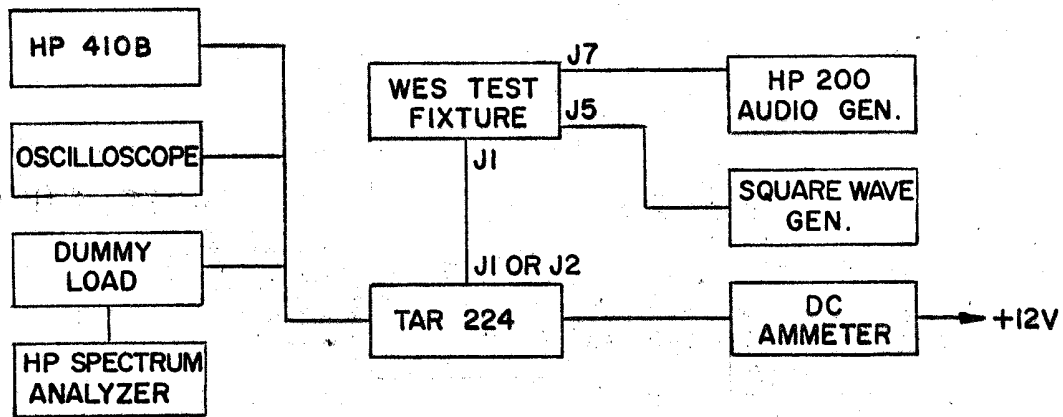 HP 410B
OSCILLOSCOPE
DUMMY
LOAD
HP SPECTRUM
ANALYZER
WES TEST
FIXTURE
J7
J5
J1
J1 OR J2
TAR 224
HP 200
AUDIO GEN.
SQUARE WAVE
GEN.
DC
AMMETER
+12V